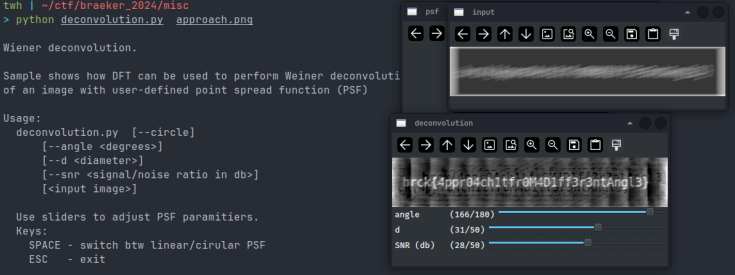 twh | ~/ctf/braeker_2024/misc
> python deconvolution.py approach.png
Wiener deconvolution.
Sample shows how DFT can be used to perform Weiner deconvoluti
of an image with user-defined point spread function (PSF)
Usage:
deconvolution.py [--circle]
[--angle <degrees>]
[--d <diameter>]
[--snr <signal/noise ratio in db>]
[<input image>]
Use sliders to adjust PSF paramitiers.
Keys:
SPACE - switch btw linear/cirular PSF
ESC - exit
psf
input
deconvolution
brck{4ppr04ch1tfr0M4D1ff3r3ntAngl3}
angle (166/180)
d (31/50)
SNR (db) (28/50)